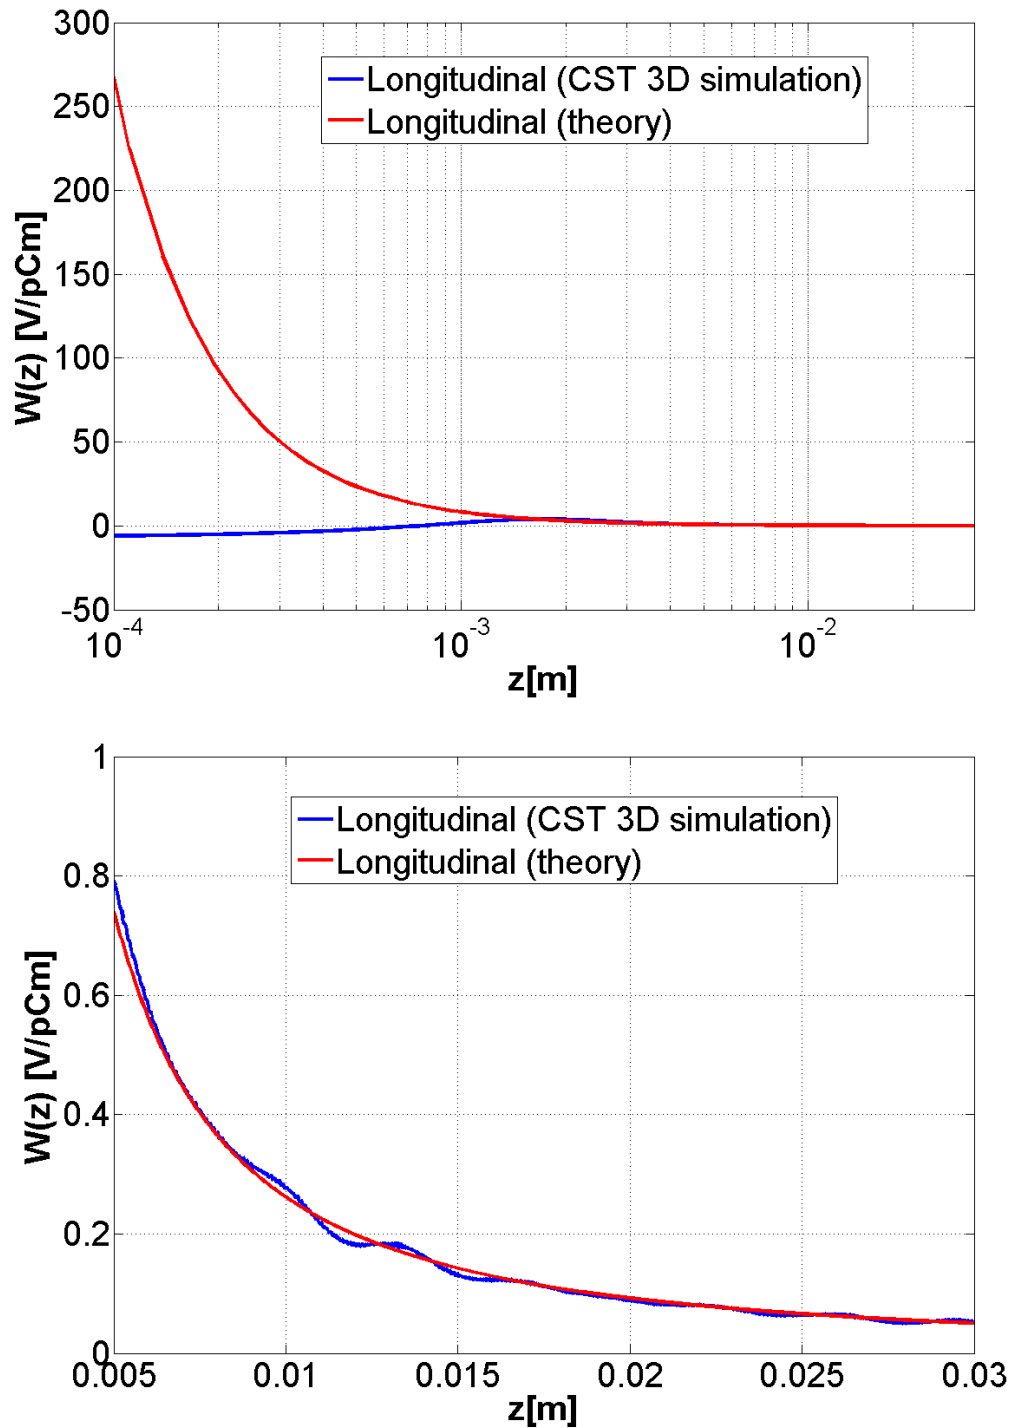 300
250
200
150
100
50
0
-50
W(z) [V/pCm]
Longitudinal (CST 3D simulation)
Longitudinal (theory)
10^-4
10^-3
10^-2
z[m]
1
0.8
0.6
0.4
0.2
0
W(z) [V/pCm]
Longitudinal (CST 3D simulation)
Longitudinal (theory)
0.005
0.01
0.015
0.02
0.025
0.03
z[m]